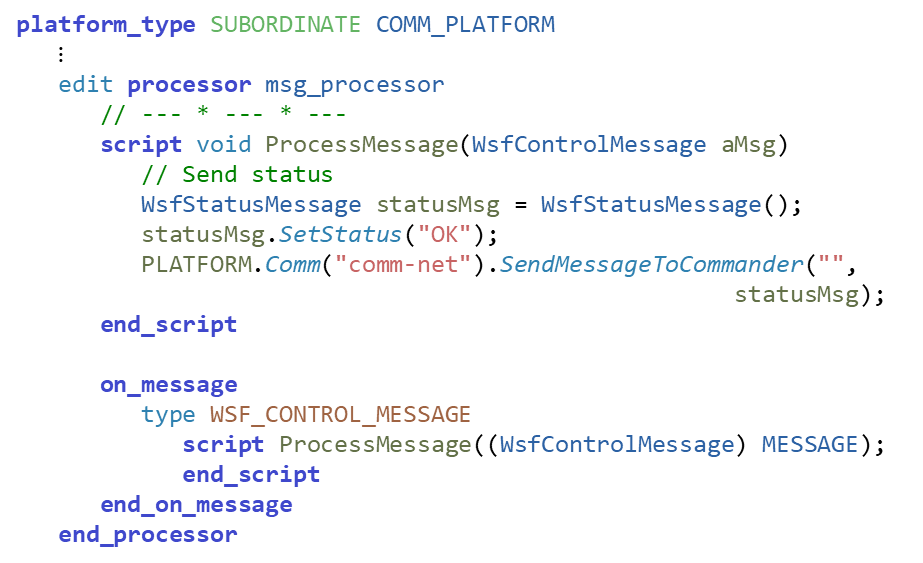 platform_type SUBORDINATE COMM_PLATFORM
⋮
edit processor msg_processor
// --- * --- * ---
script void ProcessMessage(WsfControlMessage aMsg)
// Send status
WsfStatusMessage statusMsg = WsfStatusMessage();
statusMsg.SetStatus("OK");
PLATFORM.Comm("comm-net").SendMessageToCommander("",
statusMsg);
end_script
on_message
type WSF_CONTROL_MESSAGE
script ProcessMessage((WsfControlMessage) MESSAGE);
end_script
end_on_message
end_processor